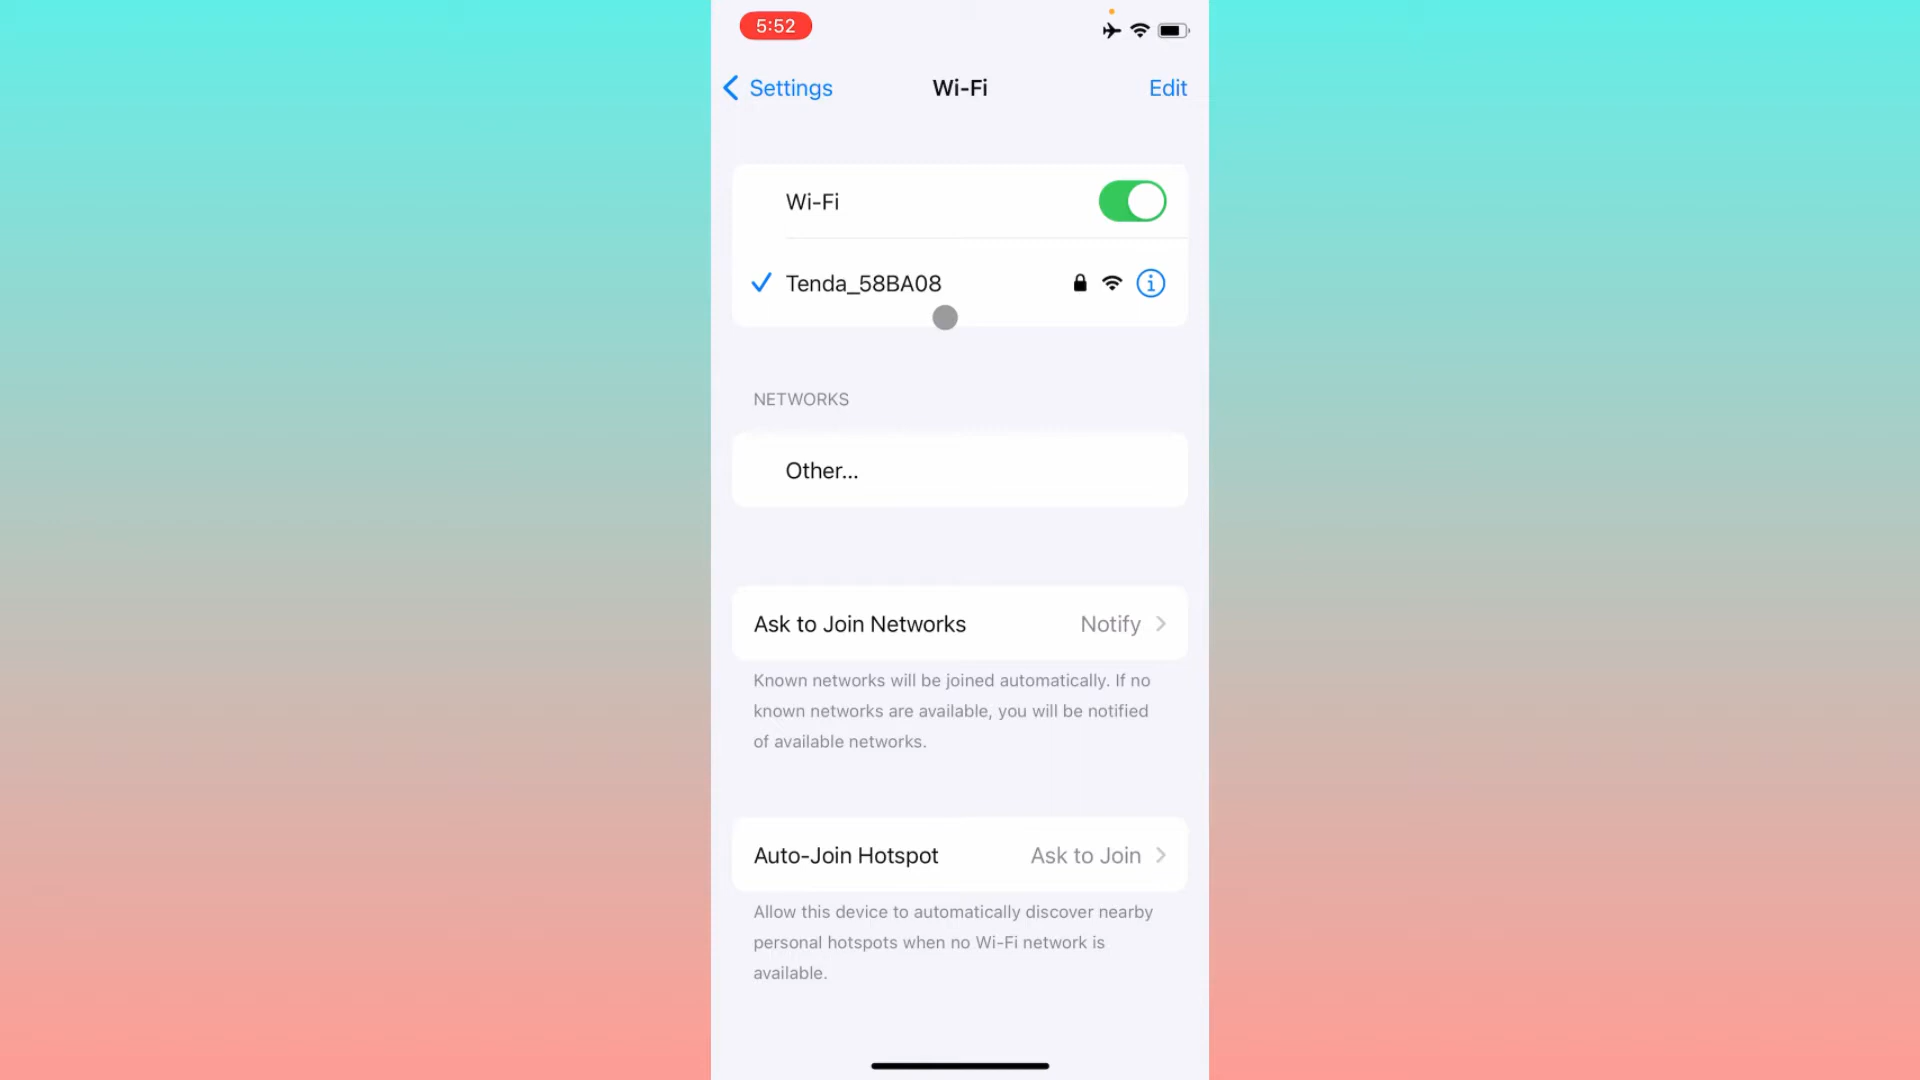 5:52
Settings
Wi-Fi
Edit
Wi-Fi
Tenda_58BA08
NETWORKS
Other...
Ask to Join Networks Notify
Known networks will be joined automatically. If no
known networks are available, you will be notified
of available networks.
Auto-Join Hotspot Ask to Join
Allow this device to automatically discover nearby
personal hotspots when no Wi-Fi network is
available.